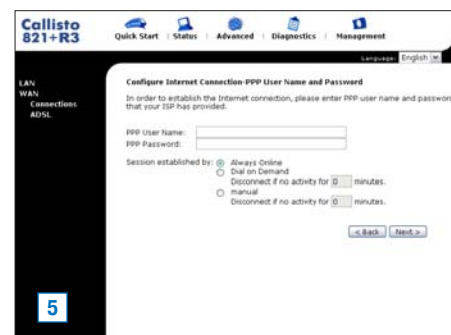 Callisto
821+R3
Quick Start
Status
Advanced
Diagnostics
Management
Language: English
LAN
WAN
Connections
ADSL
Configure Internet Connection-PPP User Name and Password
In order to establish the Internet connection, please enter PPP user name and password
that your ISP has provided.
PPP User Name:
PPP Password:
Session established by: Always Online
Dial on Demand
Disconnect if no activity for 0 minutes.
manual
Disconnect if no activity for 0 minutes.
< Back Next >
5